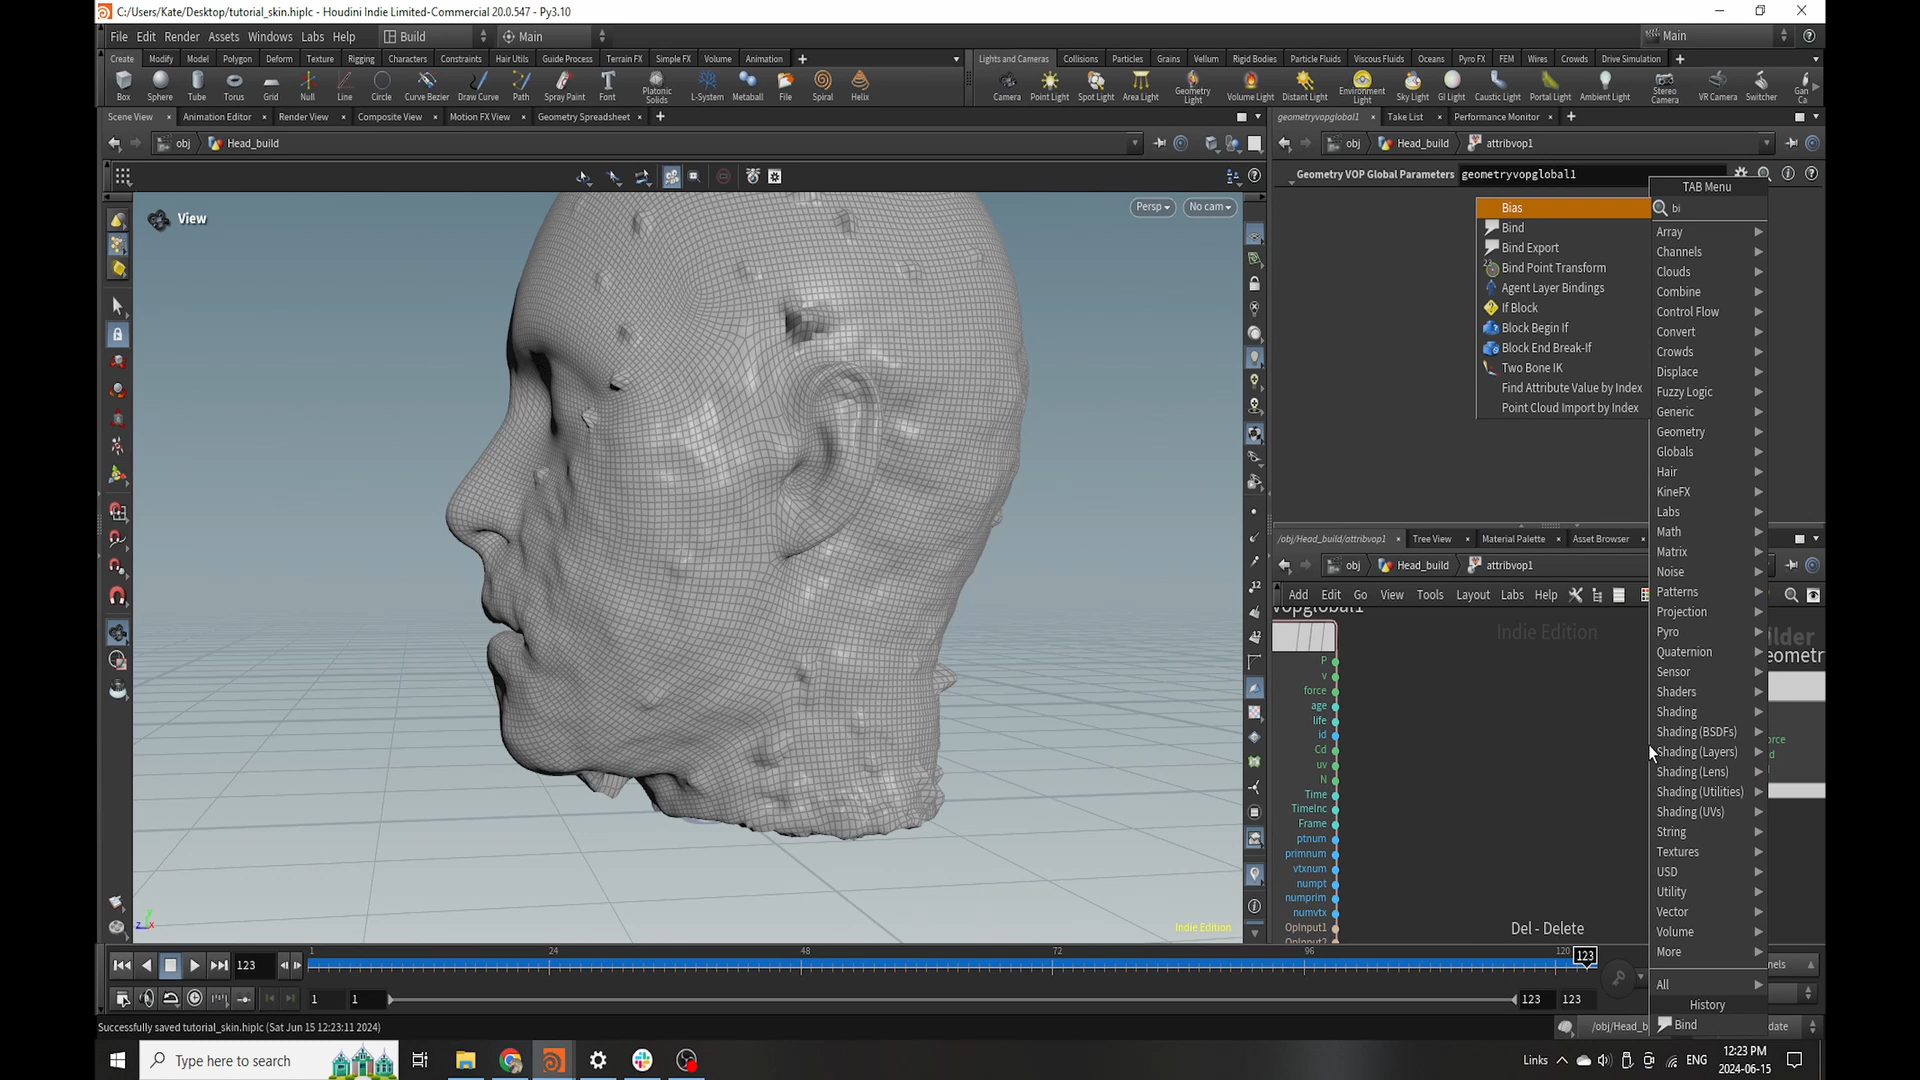 C:/Users/Kate/Desktop/tutorial_skin.hiplc - Houdini Indie Limited-Commercial 20.0.547 - Py3.10
File Edit Render Assets Windows Labs Help Build Main Main
Create Modify Model Polygon Deform Texture Rigging Characters Constraints Hair Utils Guide Process Terrain FX Simple FX Volume Animation
Lights and Cameras Collisions Particles Grains Vellum Rigid Bodies Particle Fluids Viscous Fluids Oceans Pyro FX FEM Wires Crowds Drive Simulation
Box Sphere Tube Torus Grid Null Line Circle Curve Bezier Draw Curve Path Spray Paint Font Platonic Solids L-System Metaball File Spiral Helix
Camera Point Light Spot Light Area Light Geometry Light Volume Light Distant Light Environment Light Sky Light GI Light Caustic Light Portal Light Ambient Light Stereo Camera VR Camera Switcher Gan Ca
Scene View Animation Editor Render View Composite View Motion FX View Geometry Spreadsheet
geometryvopglobal1 Take List Performance Monitor
obj Head_build
obj Head_build attribvop1
Geometry VOP Global Parameters geometryvopglobal1
View
Persp No cam
TAB Menu
bi
Bias
Bind
Bind Export
Bind Point Transform
Agent Layer Bindings
If Block
Block Begin If
Block End Break-If
Two Bone IK
Find Attribute Value by Index
Point Cloud Import by Index
Array
Channels
Clouds
Combine
Control Flow
Convert
Crowds
Displace
Fuzzy Logic
Generic
Geometry
Globals
Hair
KineFX
Labs
Math
Matrix
Noise
Patterns
Projection
Pyro
Quaternion
Sensor
Shaders
Shading
Shading (BSDFs)
Shading (Layers)
Shading (Lens)
Shading (Utilities)
Shading (UVs)
String
Textures
USD
Utility
Vector
Volume
More
All
History
Bind
/obj/Head_build/attribvop1 Tree View Material Palette Asset Browser
obj Head_build attribvop1
Add Edit Go View Tools Layout Labs Help
vopglobal1
Indie Edition
ilder
eometr
P
v
force
age
life
id
Cd
uv
N
Time
TimeInc
Frame
ptnum
primnum
vtxnum
numpt
numprim
numvtx
OpInput1
OpInput2
orce
d
Del - Delete
Indie Edition
123
1 24 48 72 96 120 123
nels
1 1 123 123
Successfully saved tutorial_skin.hiplc (Sat Jun 15 12:23:11 2024)
/obj/Head_b date
Type here to search
Links ENG 12:23 PM
2024-06-15